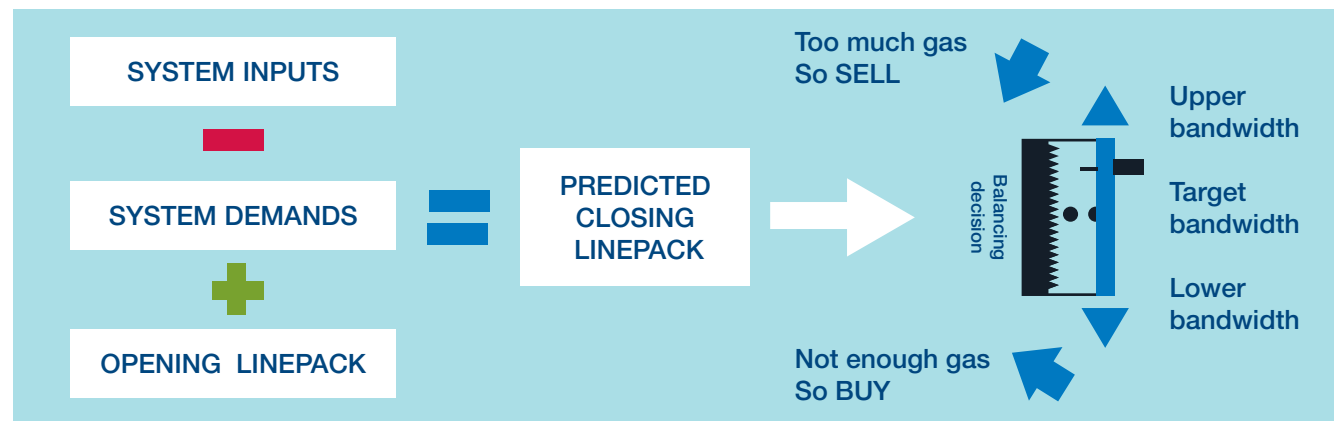 SYSTEM INPUTS
SYSTEM DEMANDS
OPENING LINEPACK
PREDICTED
CLOSING
LINEPACK
Too much gas
So SELL
Balancing
decision
Not enough gas
So BUY
Upper
bandwidth
Target
bandwidth
Lower
bandwidth